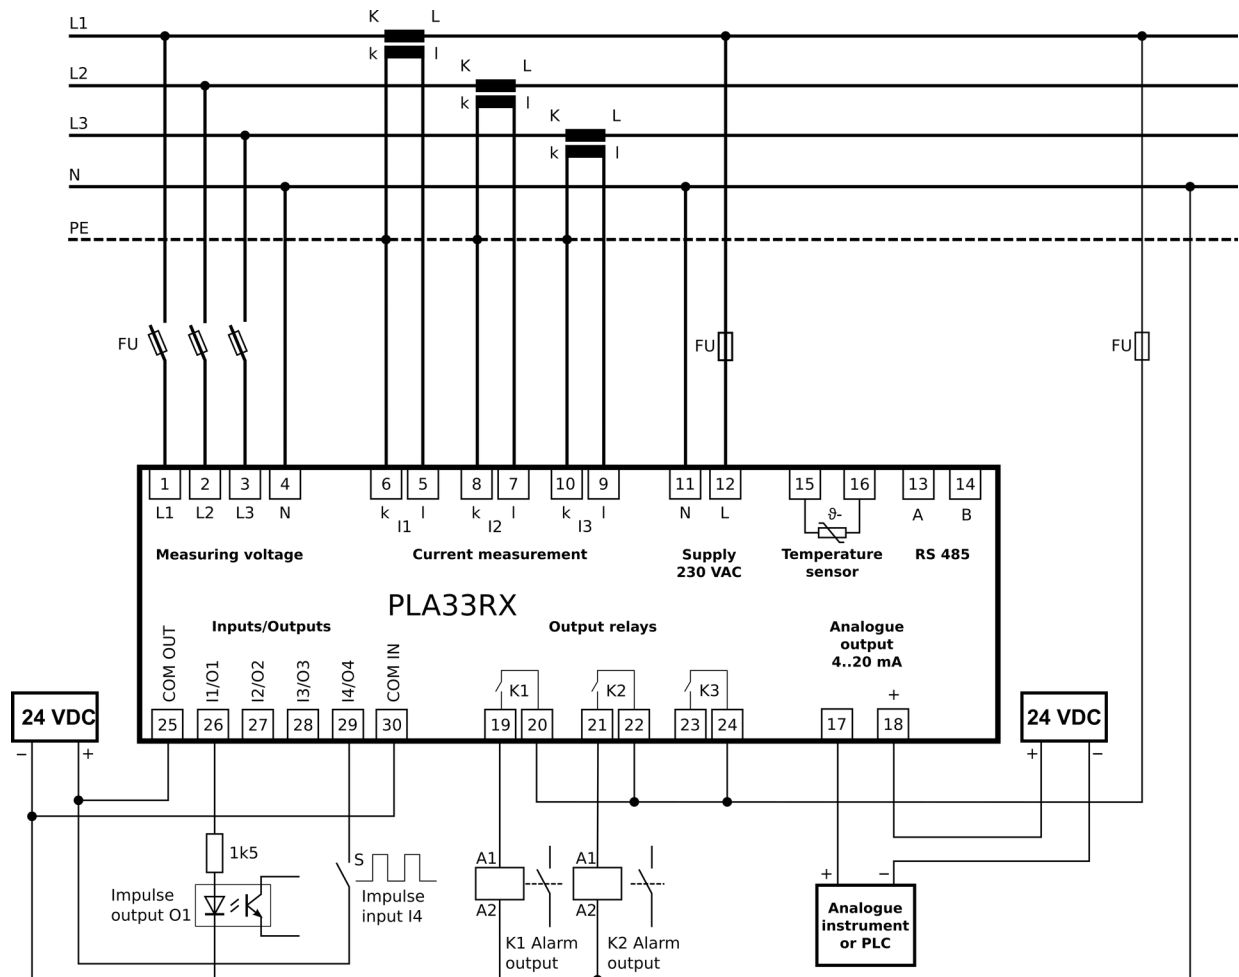 K L
L1
k l
K L
L2
k l
K L
L3
k l
N
PE
FU FU FU
1 2 3 4 6 5 8 7 10 9 11 12 15 16 13 14
L1 L2 L3 N k l k l k l N L ϑ- A B
I1 I2 I3
Measuring voltage Current measurement Supply Temperature RS 485
230 VAC sensor
PLA33RX
Inputs/Outputs Output relays Analogue
output
4..20 mA
COM OUT I1/O1 I2/O2 I3/O3 I4/O4 COM IN
K1 K2 K3 +
24 VDC 25 26 27 28 29 30 19 20 21 22 23 24 17 18 24 VDC
− + + −
1k5 S A1 A1 + −
Impulse Impulse
output O1 input I4
A2 A2
Analogue
instrument
or PLC
K1 Alarm K2 Alarm
output output